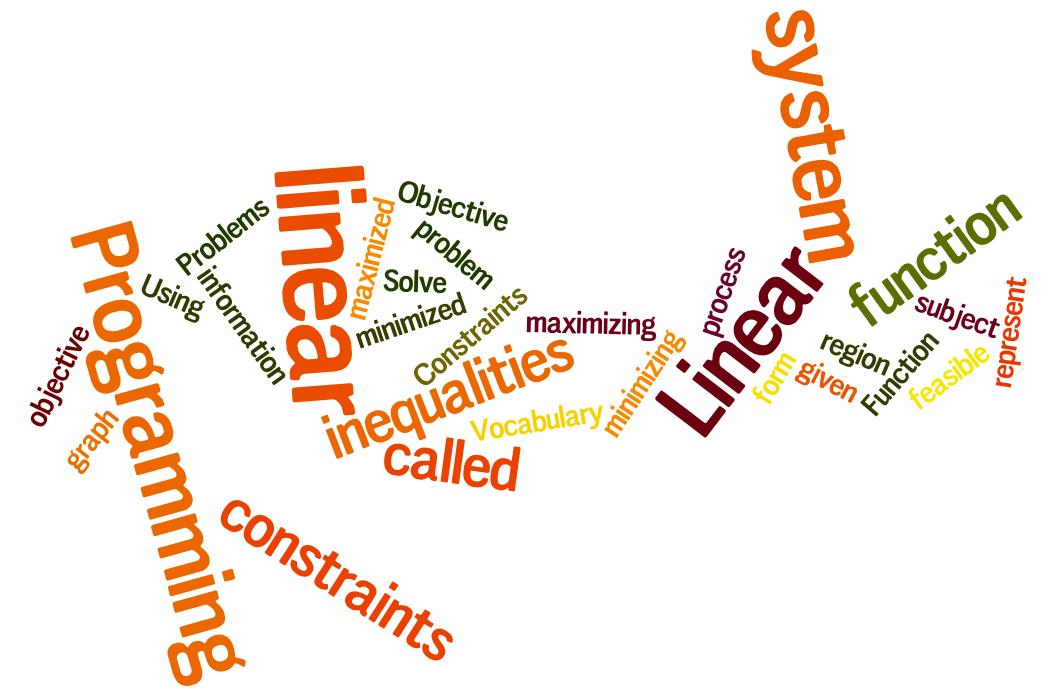 system
linear
Problems
Objective
maximized
Programming
problem
function
information
Using
Solve
process
Linear
minimized
Constraints
maximizing
subject
represent
objective
inequalities
minimizing
region
Function
feasible
form
given
graph
Vocabulary
called
constraints